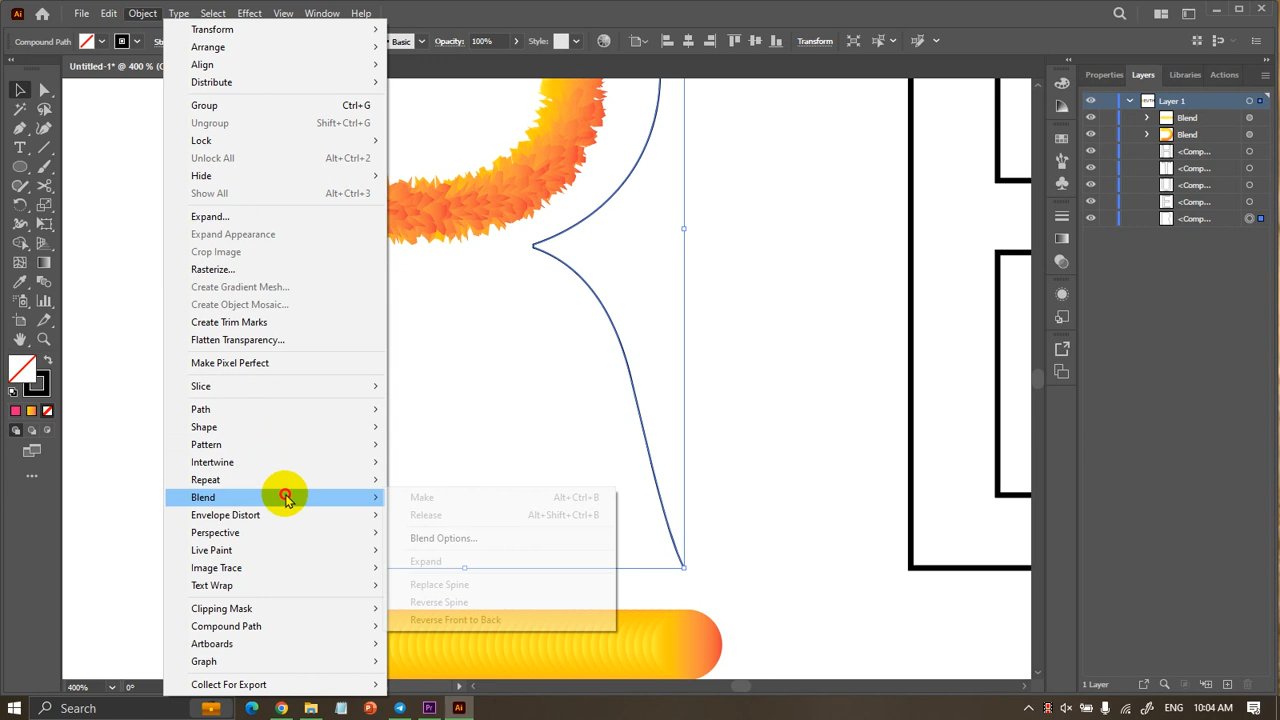 Ai File Edit Object Type Select Effect View Window Help
Compound Path Basic Opacity: 100% Style: Transform
Untitled-1* @ 400 %
Properties Layers Libraries Actions
Layer 1
Blend
Blend
<Comp...
<Comp...
<Comp...
<Comp...
<Comp...
Transform
Arrange
Align
Distribute
Group Ctrl+G
Ungroup Shift+Ctrl+G
Lock
Unlock All Alt+Ctrl+2
Hide
Show All Alt+Ctrl+3
Expand...
Expand Appearance
Crop Image
Rasterize...
Create Gradient Mesh...
Create Object Mosaic...
Create Trim Marks
Flatten Transparency...
Make Pixel Perfect
Slice
Path
Shape
Pattern
Intertwine
Repeat
Blend
Envelope Distort
Perspective
Live Paint
Image Trace
Text Wrap
Clipping Mask
Compound Path
Artboards
Graph
Collect For Export
Make Alt+Ctrl+B
Release Alt+Shift+Ctrl+B
Blend Options...
Expand
Replace Spine
Reverse Spine
Reverse Front to Back
400% 0°
1 Layer
Search
ENG 10:04 AM